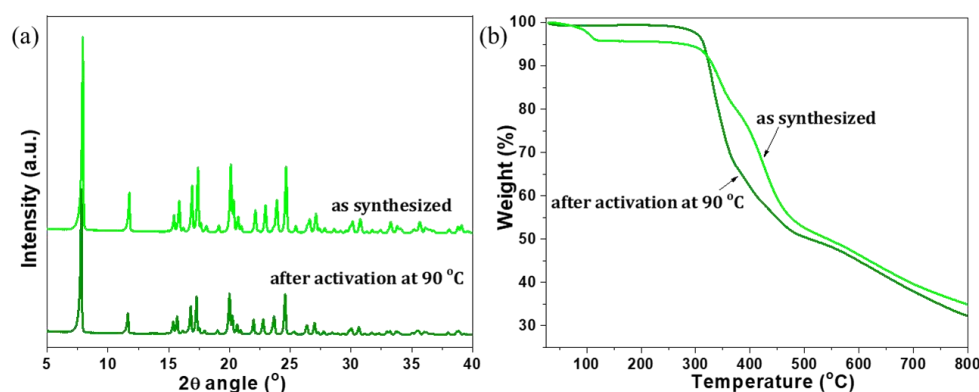 (a)
Intensity (a.u.)
as synthesized
after activation at 90 °C
5 10 15 20 25 30 35 40
2θ angle (°)
(b)
Weight (%)
100
90
80
70
60
50
40
30
as synthesized
after activation at 90 °C
100 200 300 400 500 600 700 800
Temperature (°C)